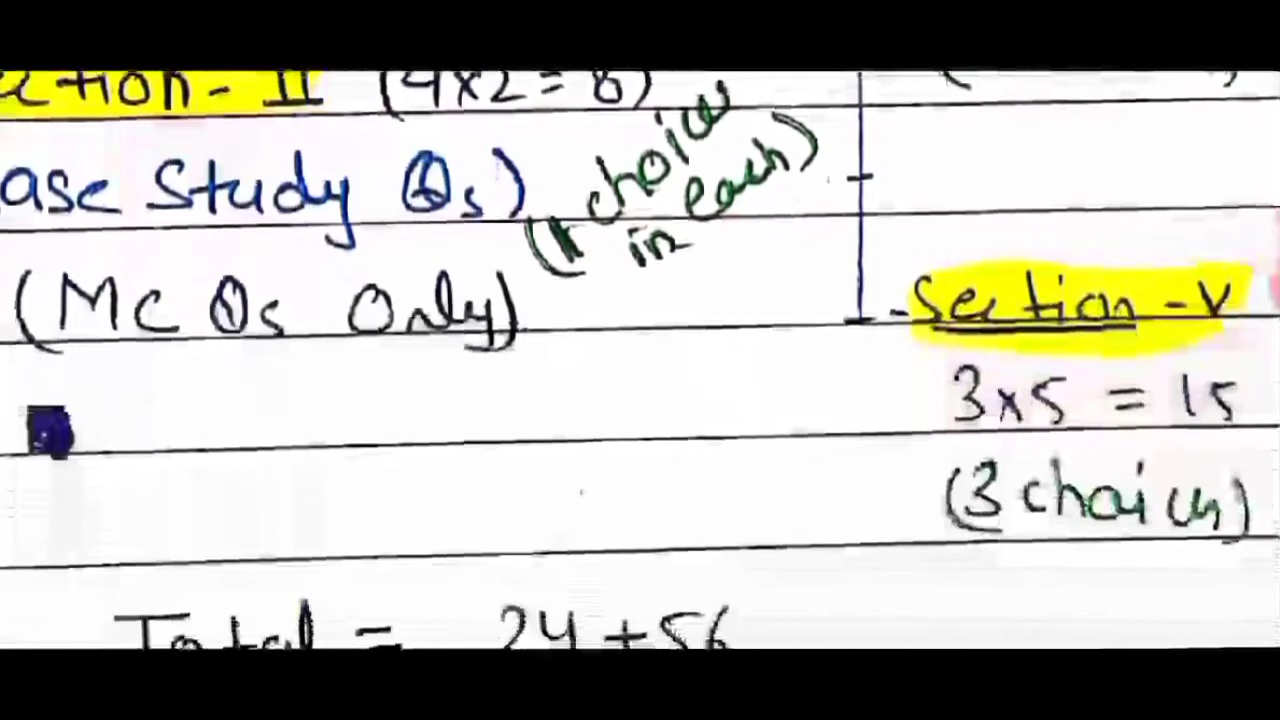 ction - II (4x2=8)
ase Study Qs) (1 choice in each)
(MCQs Only)
Section - V
3x5 = 15
(3 choices)
Total = 24 + 56